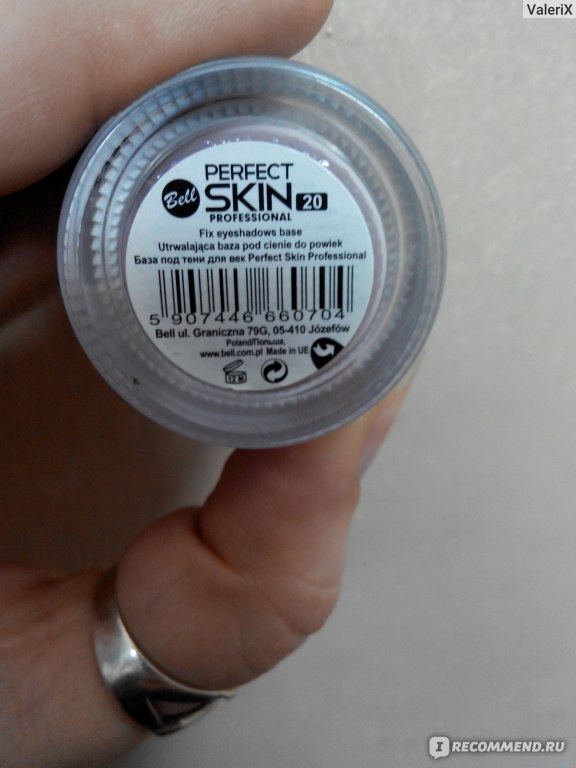 ValeriX
PERFECT
Bell SKIN 20
PROFESSIONAL
Fix eyeshadows base
Utrwalająca baza pod cienie do powiek
База под тени для век Perfect Skin Professional
5 907446 660704
Bell ul. Graniczna 79G, 05-410 Józefów
Poland/Польша,
www.bell.com.pl Made in UE
12 M
I RECOMMEND.RU